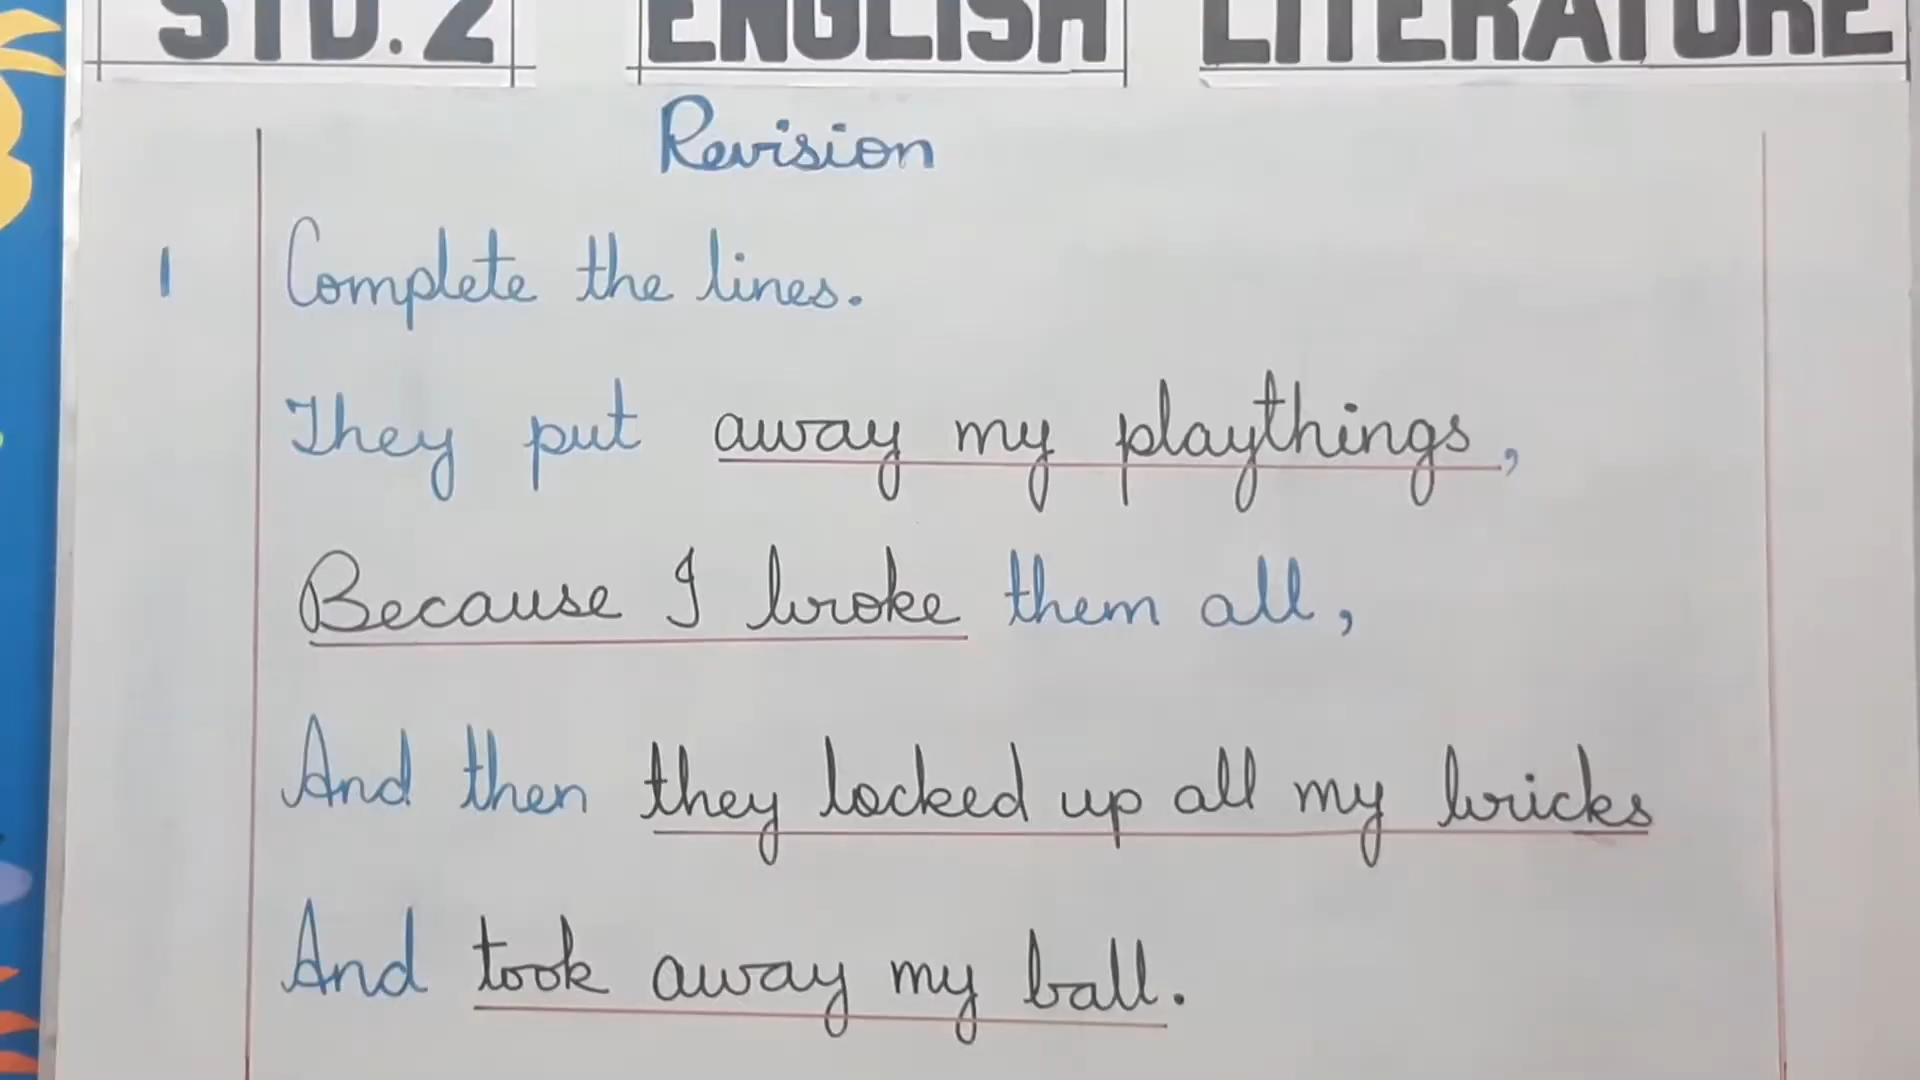 STD. 2 ENGLISH LITERATURE
Revision
1 Complete the lines.
They put away my playthings,
Because I broke them all,
And then they locked up all my bricks
And took away my ball.